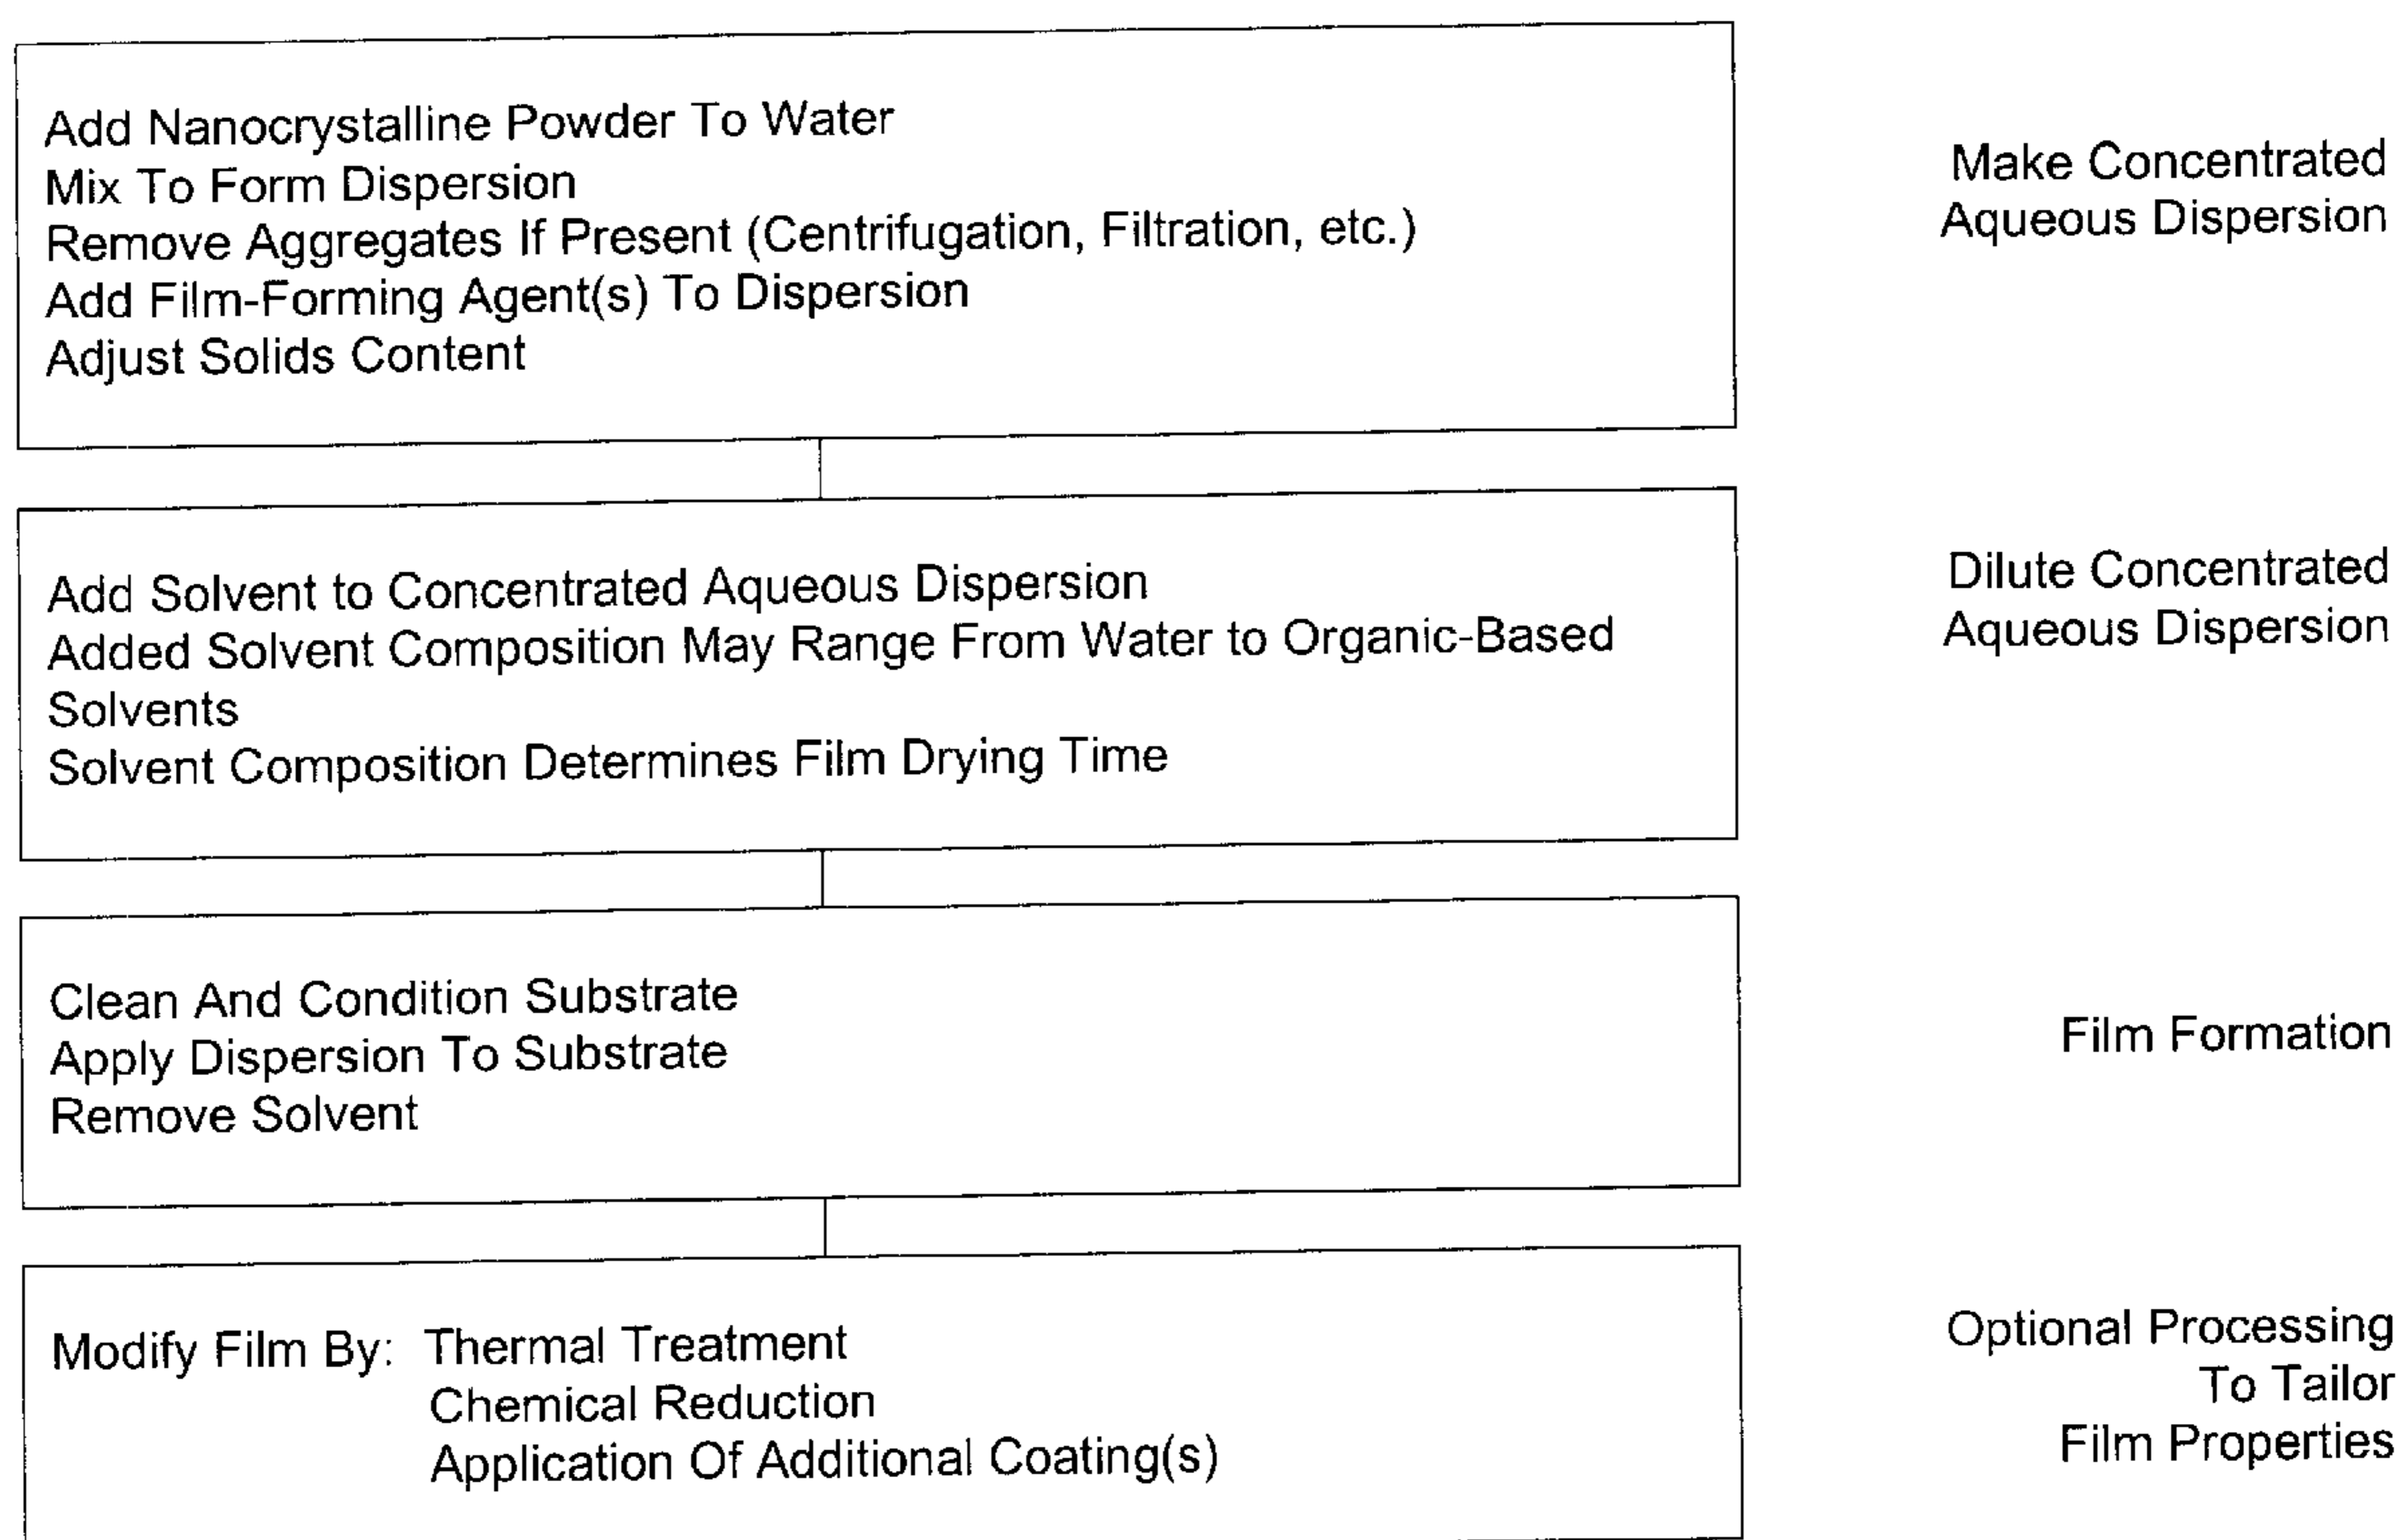 Add Nanocrystalline Powder To Water
Mix To Form Dispersion
Remove Aggregates If Present (Centrifugation, Filtration, etc.)
Add Film-Forming Agent(s) To Dispersion
Adjust Solids Content
Make Concentrated
Aqueous Dispersion
Add Solvent to Concentrated Aqueous Dispersion
Added Solvent Composition May Range From Water to Organic-Based
Solvents
Solvent Composition Determines Film Drying Time
Dilute Concentrated
Aqueous Dispersion
Clean And Condition Substrate
Apply Dispersion To Substrate
Remove Solvent
Film Formation
Modify Film By: Thermal Treatment
Chemical Reduction
Application Of Additional Coating(s)
Optional Processing
To Tailor
Film Properties